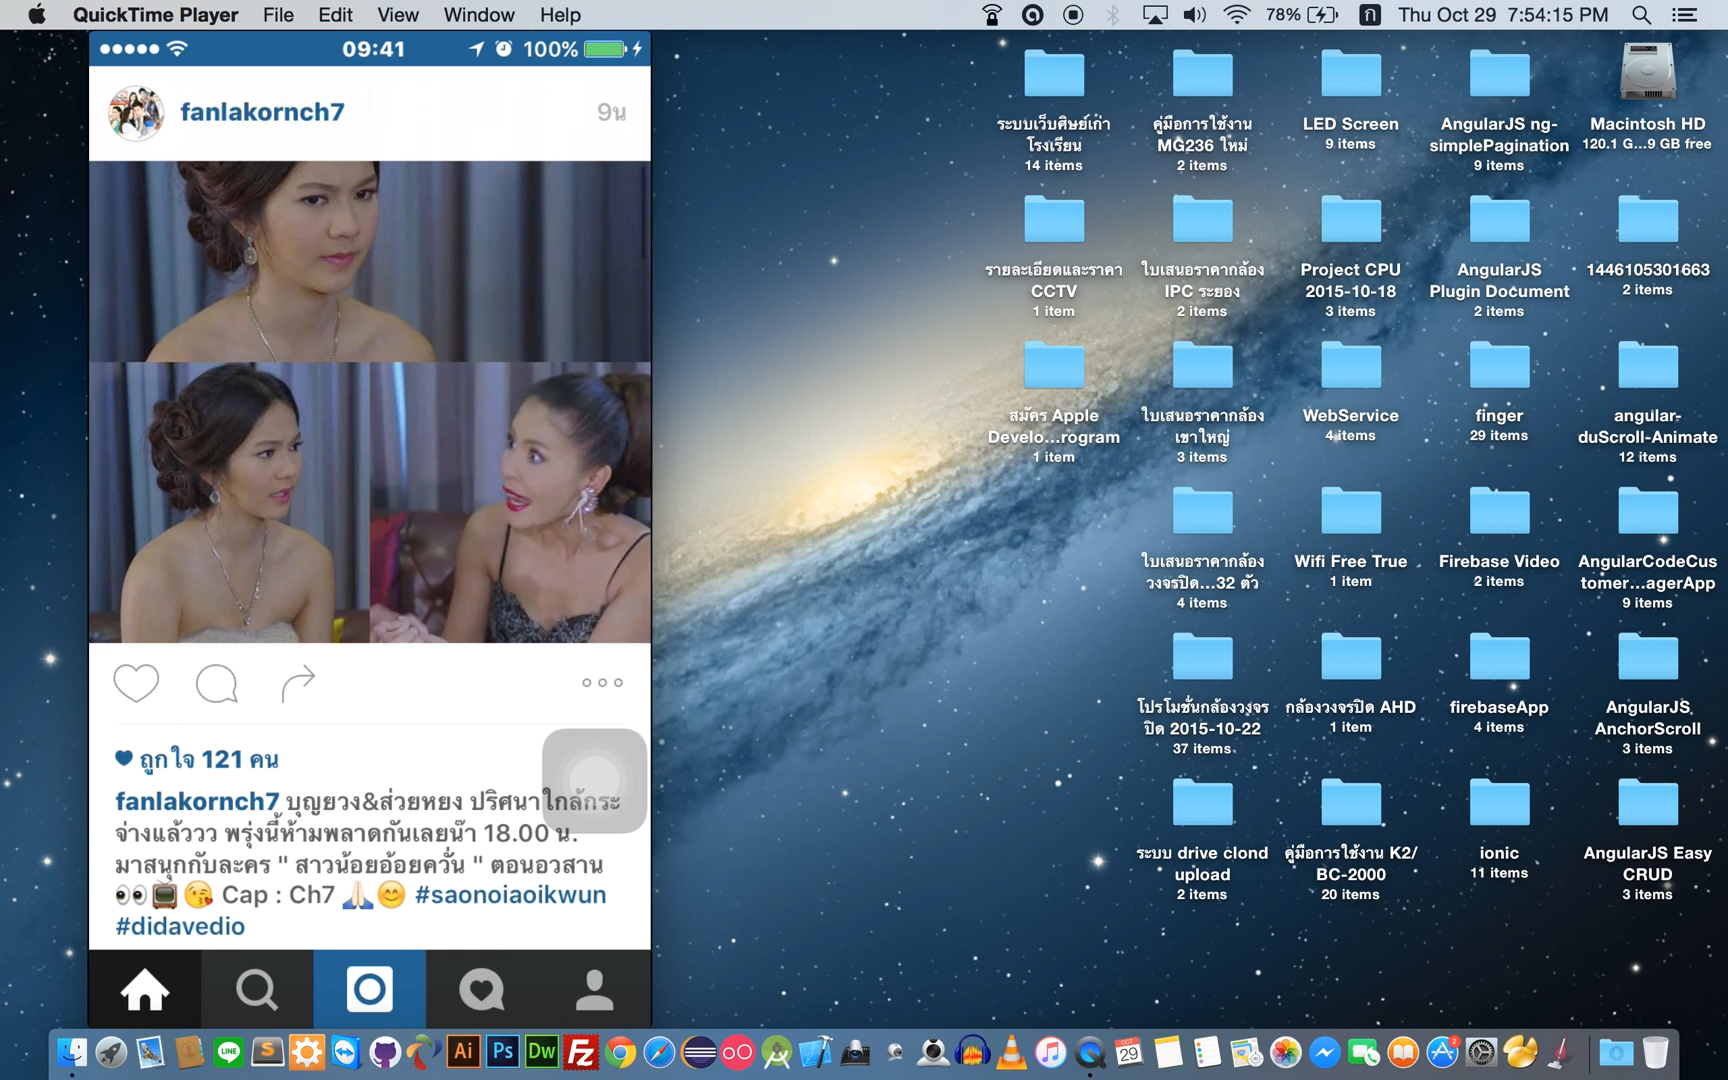 QuickTime Player File Edit View Window Help
78% ก Thu Oct 29 7:54:15 PM
09:41
100%
fanlakornch7
9น
ถูกใจ 121 คน
fanlakornch7 บุญยวง&ส่วยหยง ปริศนาใกล้กระ
จ่างแล้ววว พรุ่งนี้ห้ามพลาดกันเลยน๊า 18.00 น.
มาสนุกกับละคร " สาวน้อยอ้อยควั่น " ตอนอวสาน
👀📺😘 Cap : Ch7 🙏🏻😊 #saonoiaoikwun
#didavedio
ระบบเว็บศิษย์เก่า
โรงเรียน
14 items
คู่มือการใช้งาน
MG236 ใหม่
2 items
LED Screen
9 items
AngularJS ng-
simplePagination
9 items
Macintosh HD
120.1 G...9 GB free
รายละเอียดและราคา
CCTV
1 item
ใบเสนอราคากล้อง
IPC ระยอง
2 items
Project CPU
2015-10-18
3 items
AngularJS
Plugin Document
2 items
1446105301663
2 items
สมัคร Apple
Develo...rogram
1 item
ใบเสนอราคากล้อง
เขาใหญ่
3 items
WebService
4 items
finger
29 items
angular-
duScroll-Animate
12 items
ใบเสนอราคากล้อง
วงจรปิด...32 ตัว
4 items
Wifi Free True
1 item
Firebase Video
2 items
AngularCodeCus
tomer...agerApp
9 items
โปรโมชั่นกล้องวงจร
ปิด 2015-10-22
37 items
กล้องวงจรปิด AHD
1 item
firebaseApp
4 items
AngularJS
AnchorScroll
3 items
ระบบ drive clond
upload
2 items
คู่มือการใช้งาน K2/
BC-2000
20 items
ionic
11 items
AngularJS Easy
CRUD
3 items
LINE
S
Ai
Ps
Dw
Fz
OCT
29
2